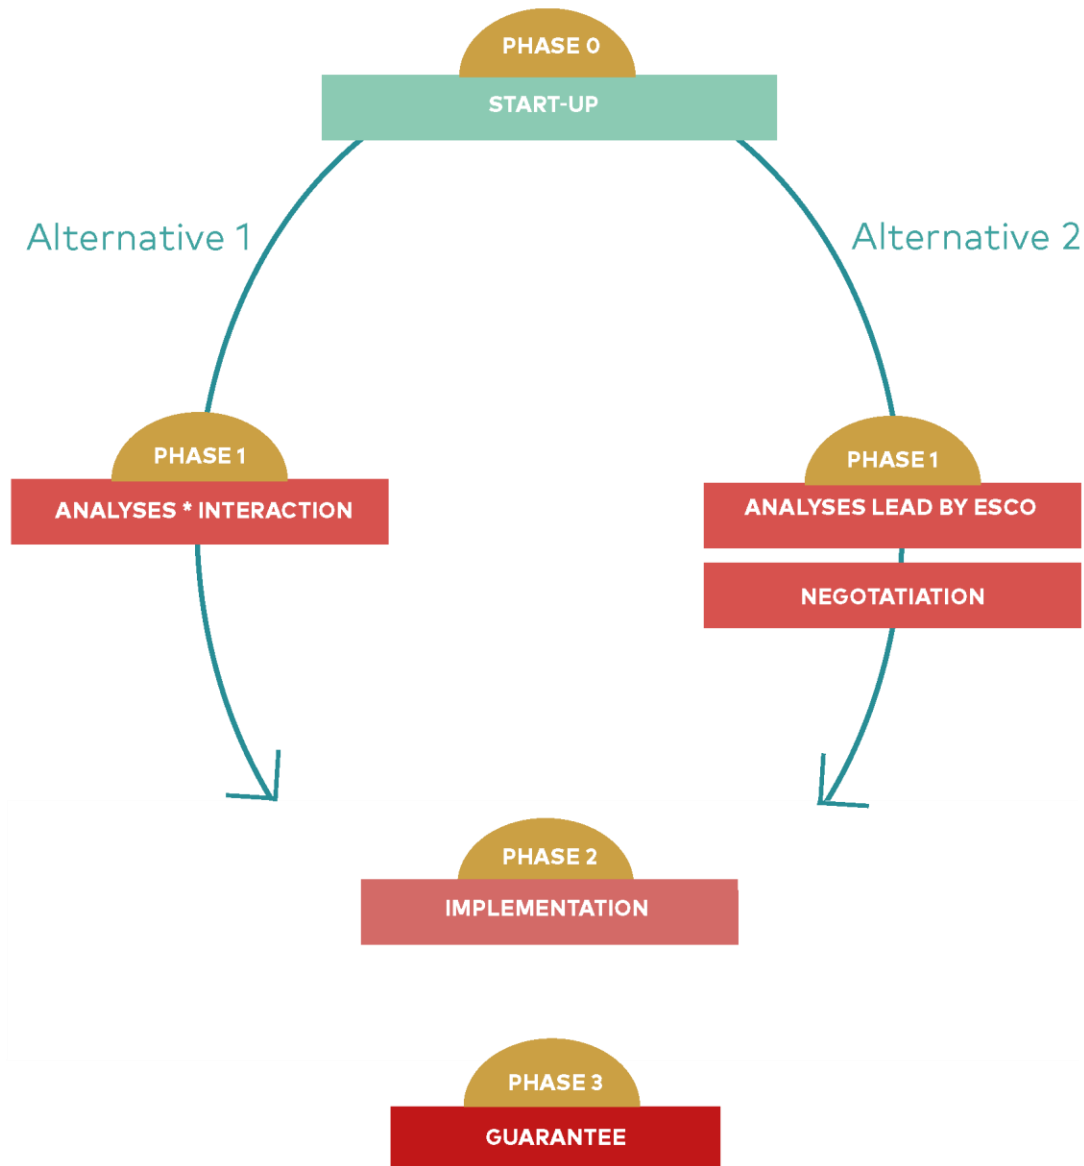 PHASE 0
START-UP
Alternative 1
Alternative 2
PHASE 1
ANALYSES * INTERACTION
PHASE 1
ANALYSES LEAD BY ESCO
NEGOTATIATION
PHASE 2
IMPLEMENTATION
PHASE 3
GUARANTEE